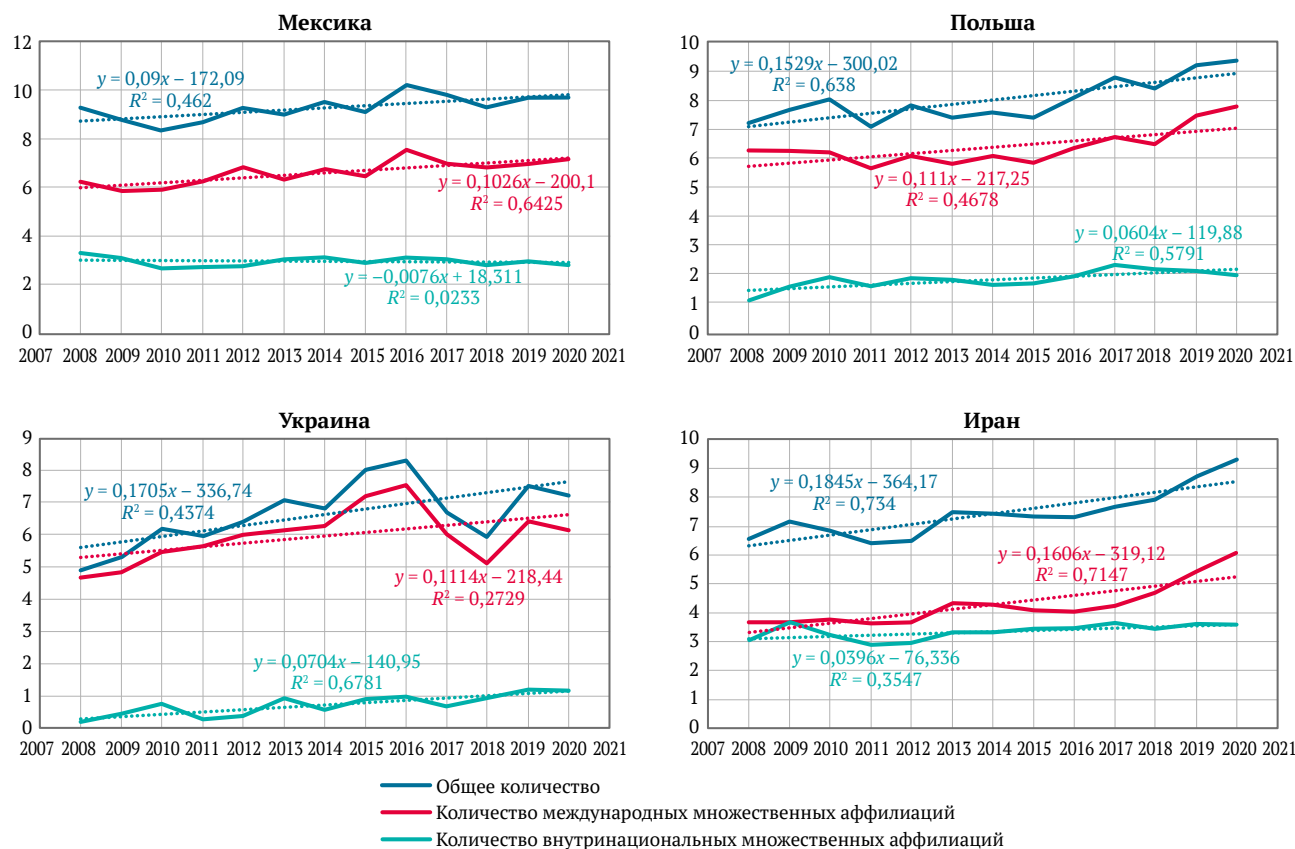 Мексика
12
10
8
6
4
2
0
y = 0,09x – 172,09
R² = 0,462
y = 0,1026x – 200,1
R² = 0,6425
y = –0,0076x + 18,311
R² = 0,0233
2007 2008 2009 2010 2011 2012 2013 2014 2015 2016 2017 2018 2019 2020 2021
Польша
10
9
8
7
6
5
4
3
2
1
0
y = 0,1529x – 300,02
R² = 0,638
y = 0,111x – 217,25
R² = 0,4678
y = 0,0604x – 119,88
R² = 0,5791
2007 2008 2009 2010 2011 2012 2013 2014 2015 2016 2017 2018 2019 2020 2021
Украина
9
8
7
6
5
4
3
2
1
0
y = 0,1705x – 336,74
R² = 0,4374
y = 0,1114x – 218,44
R² = 0,2729
y = 0,0704x – 140,95
R² = 0,6781
2007 2008 2009 2010 2011 2012 2013 2014 2015 2016 2017 2018 2019 2020 2021
Иран
10
9
8
7
6
5
4
3
2
1
0
y = 0,1845x – 364,17
R² = 0,734
y = 0,1606x – 319,12
R² = 0,7147
y = 0,0396x – 76,336
R² = 0,3547
2007 2008 2009 2010 2011 2012 2013 2014 2015 2016 2017 2018 2019 2020 2021
Общее количество
Количество международных множественных аффилиаций
Количество внутринациональных множественных аффилиаций